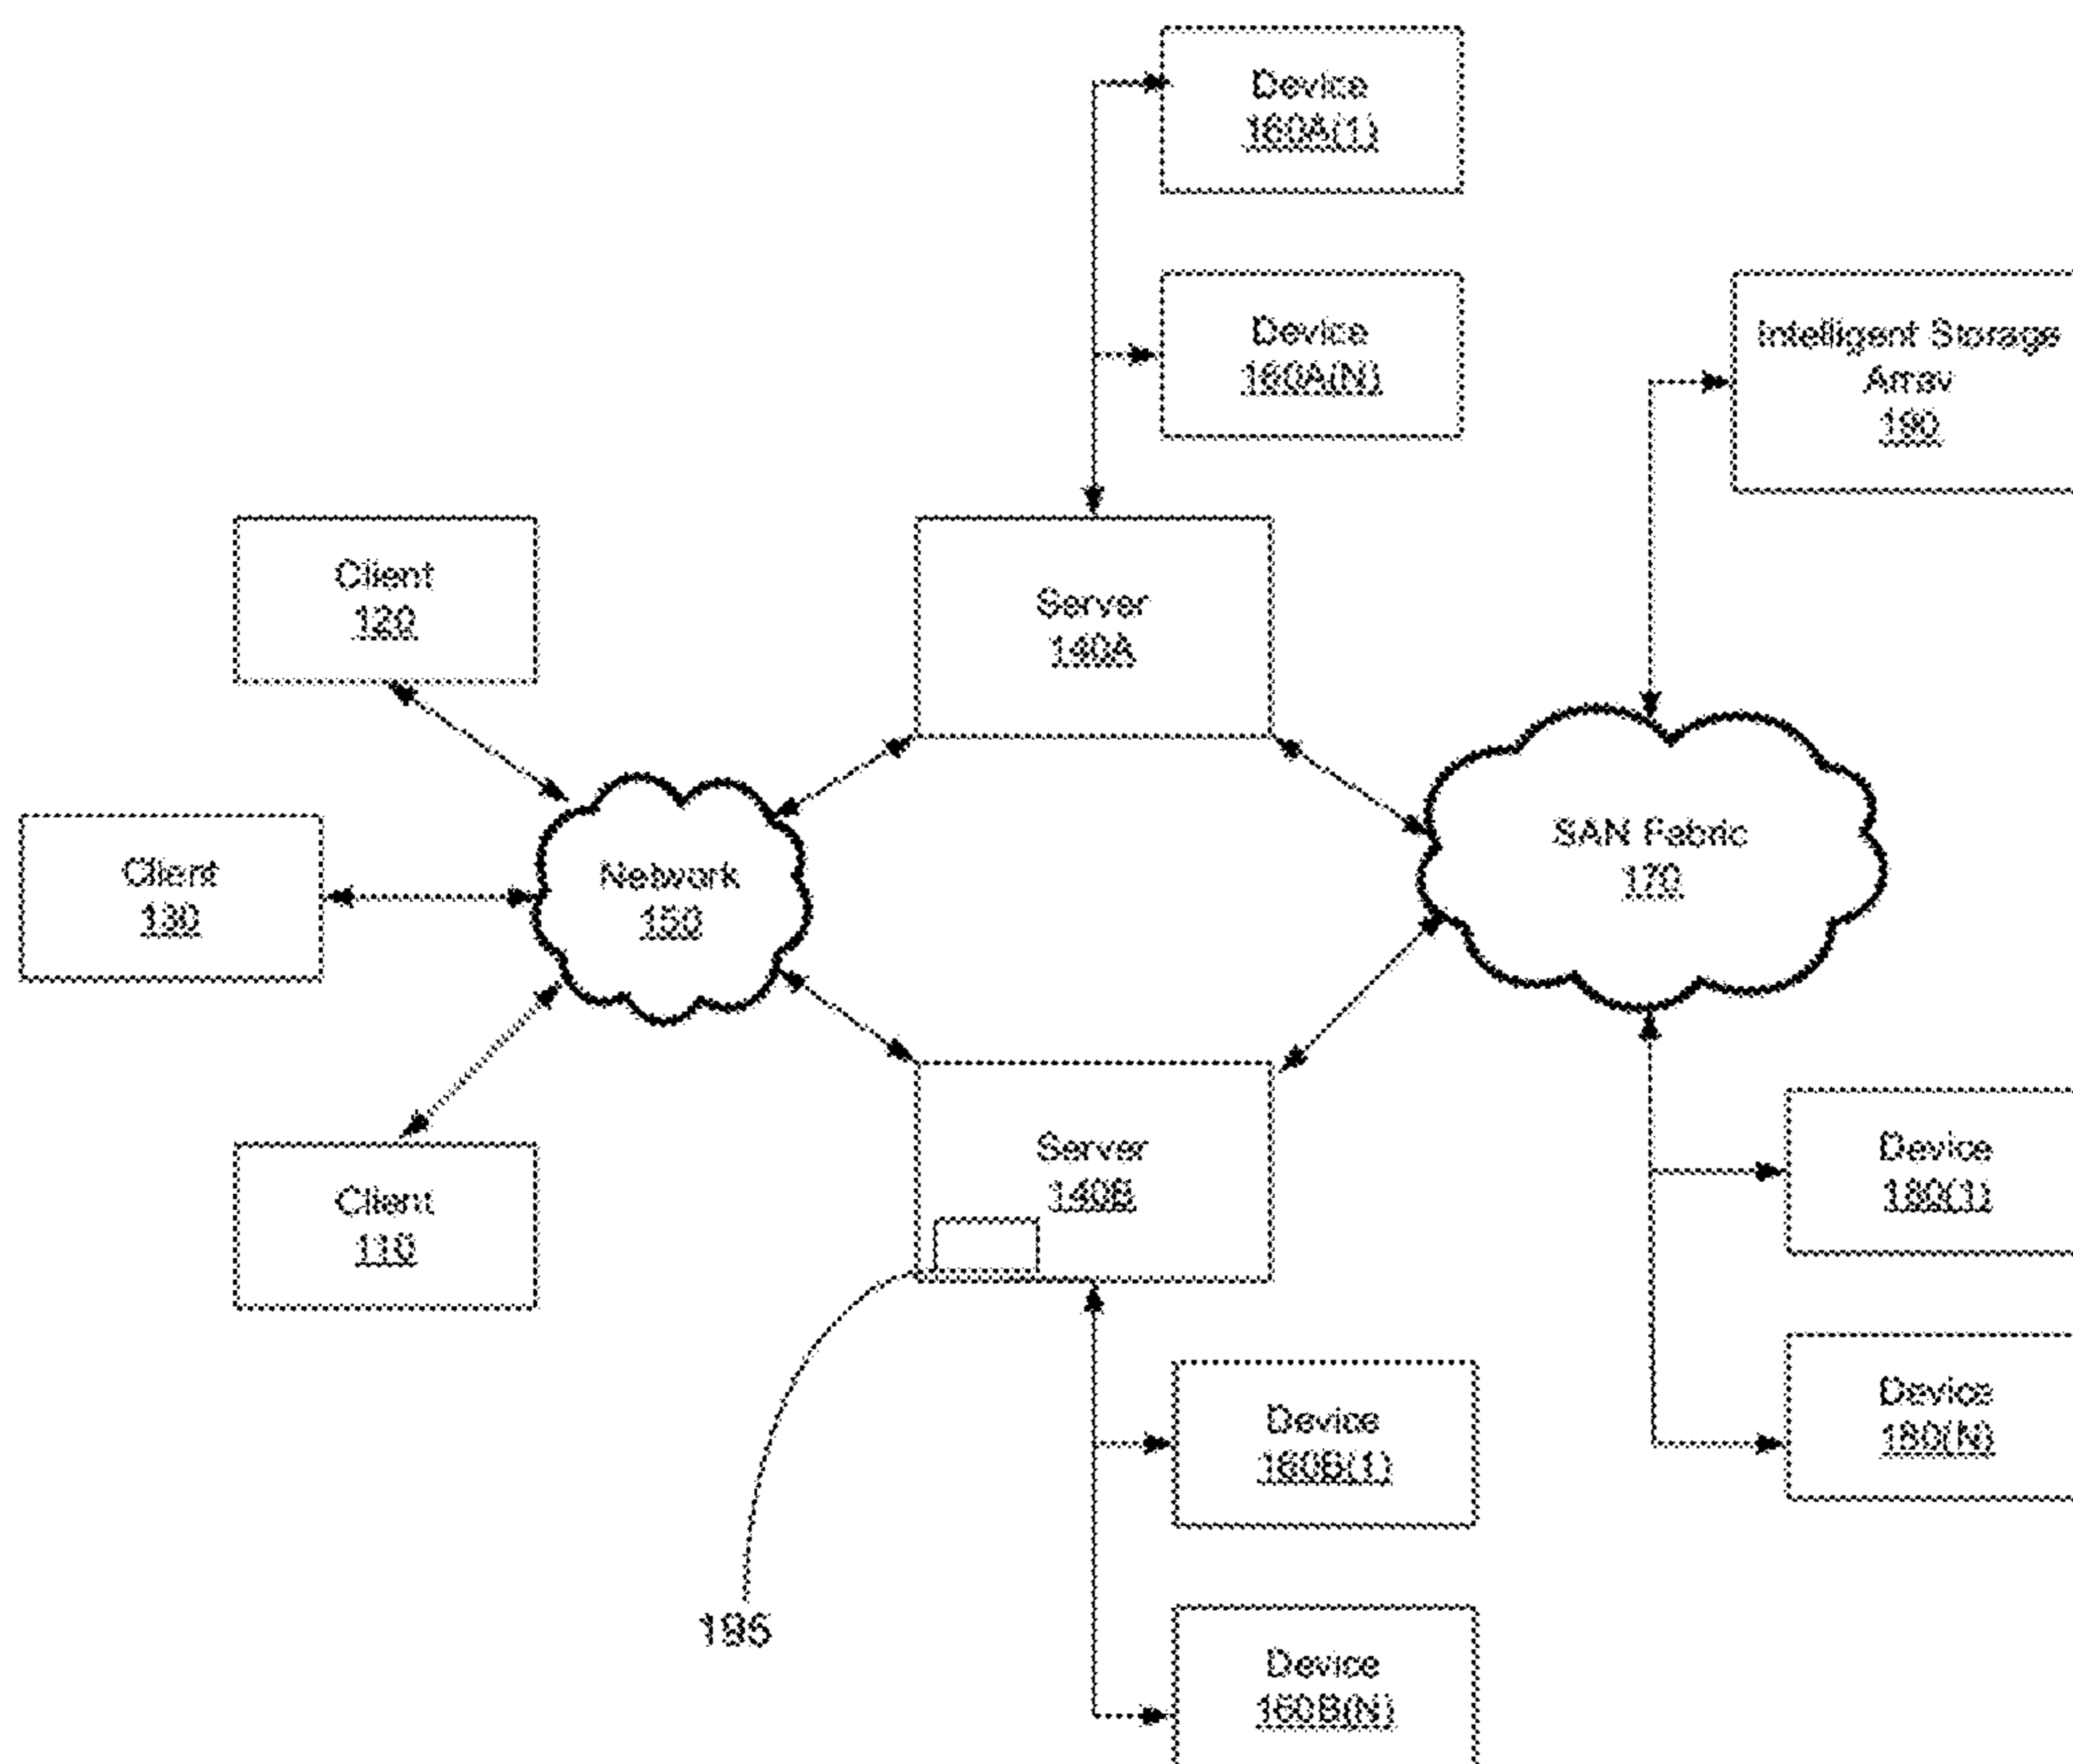 Device
160A(1)
Device
160A(N)
Intelligent Storage
Array
190
Client
120
Server
140A
Client
130
Network
150
SAN Fabric
170
Client
110
Server
140B
Device
180(1)
Device
180(N)
Device
160B(1)
Device
160B(N)
195